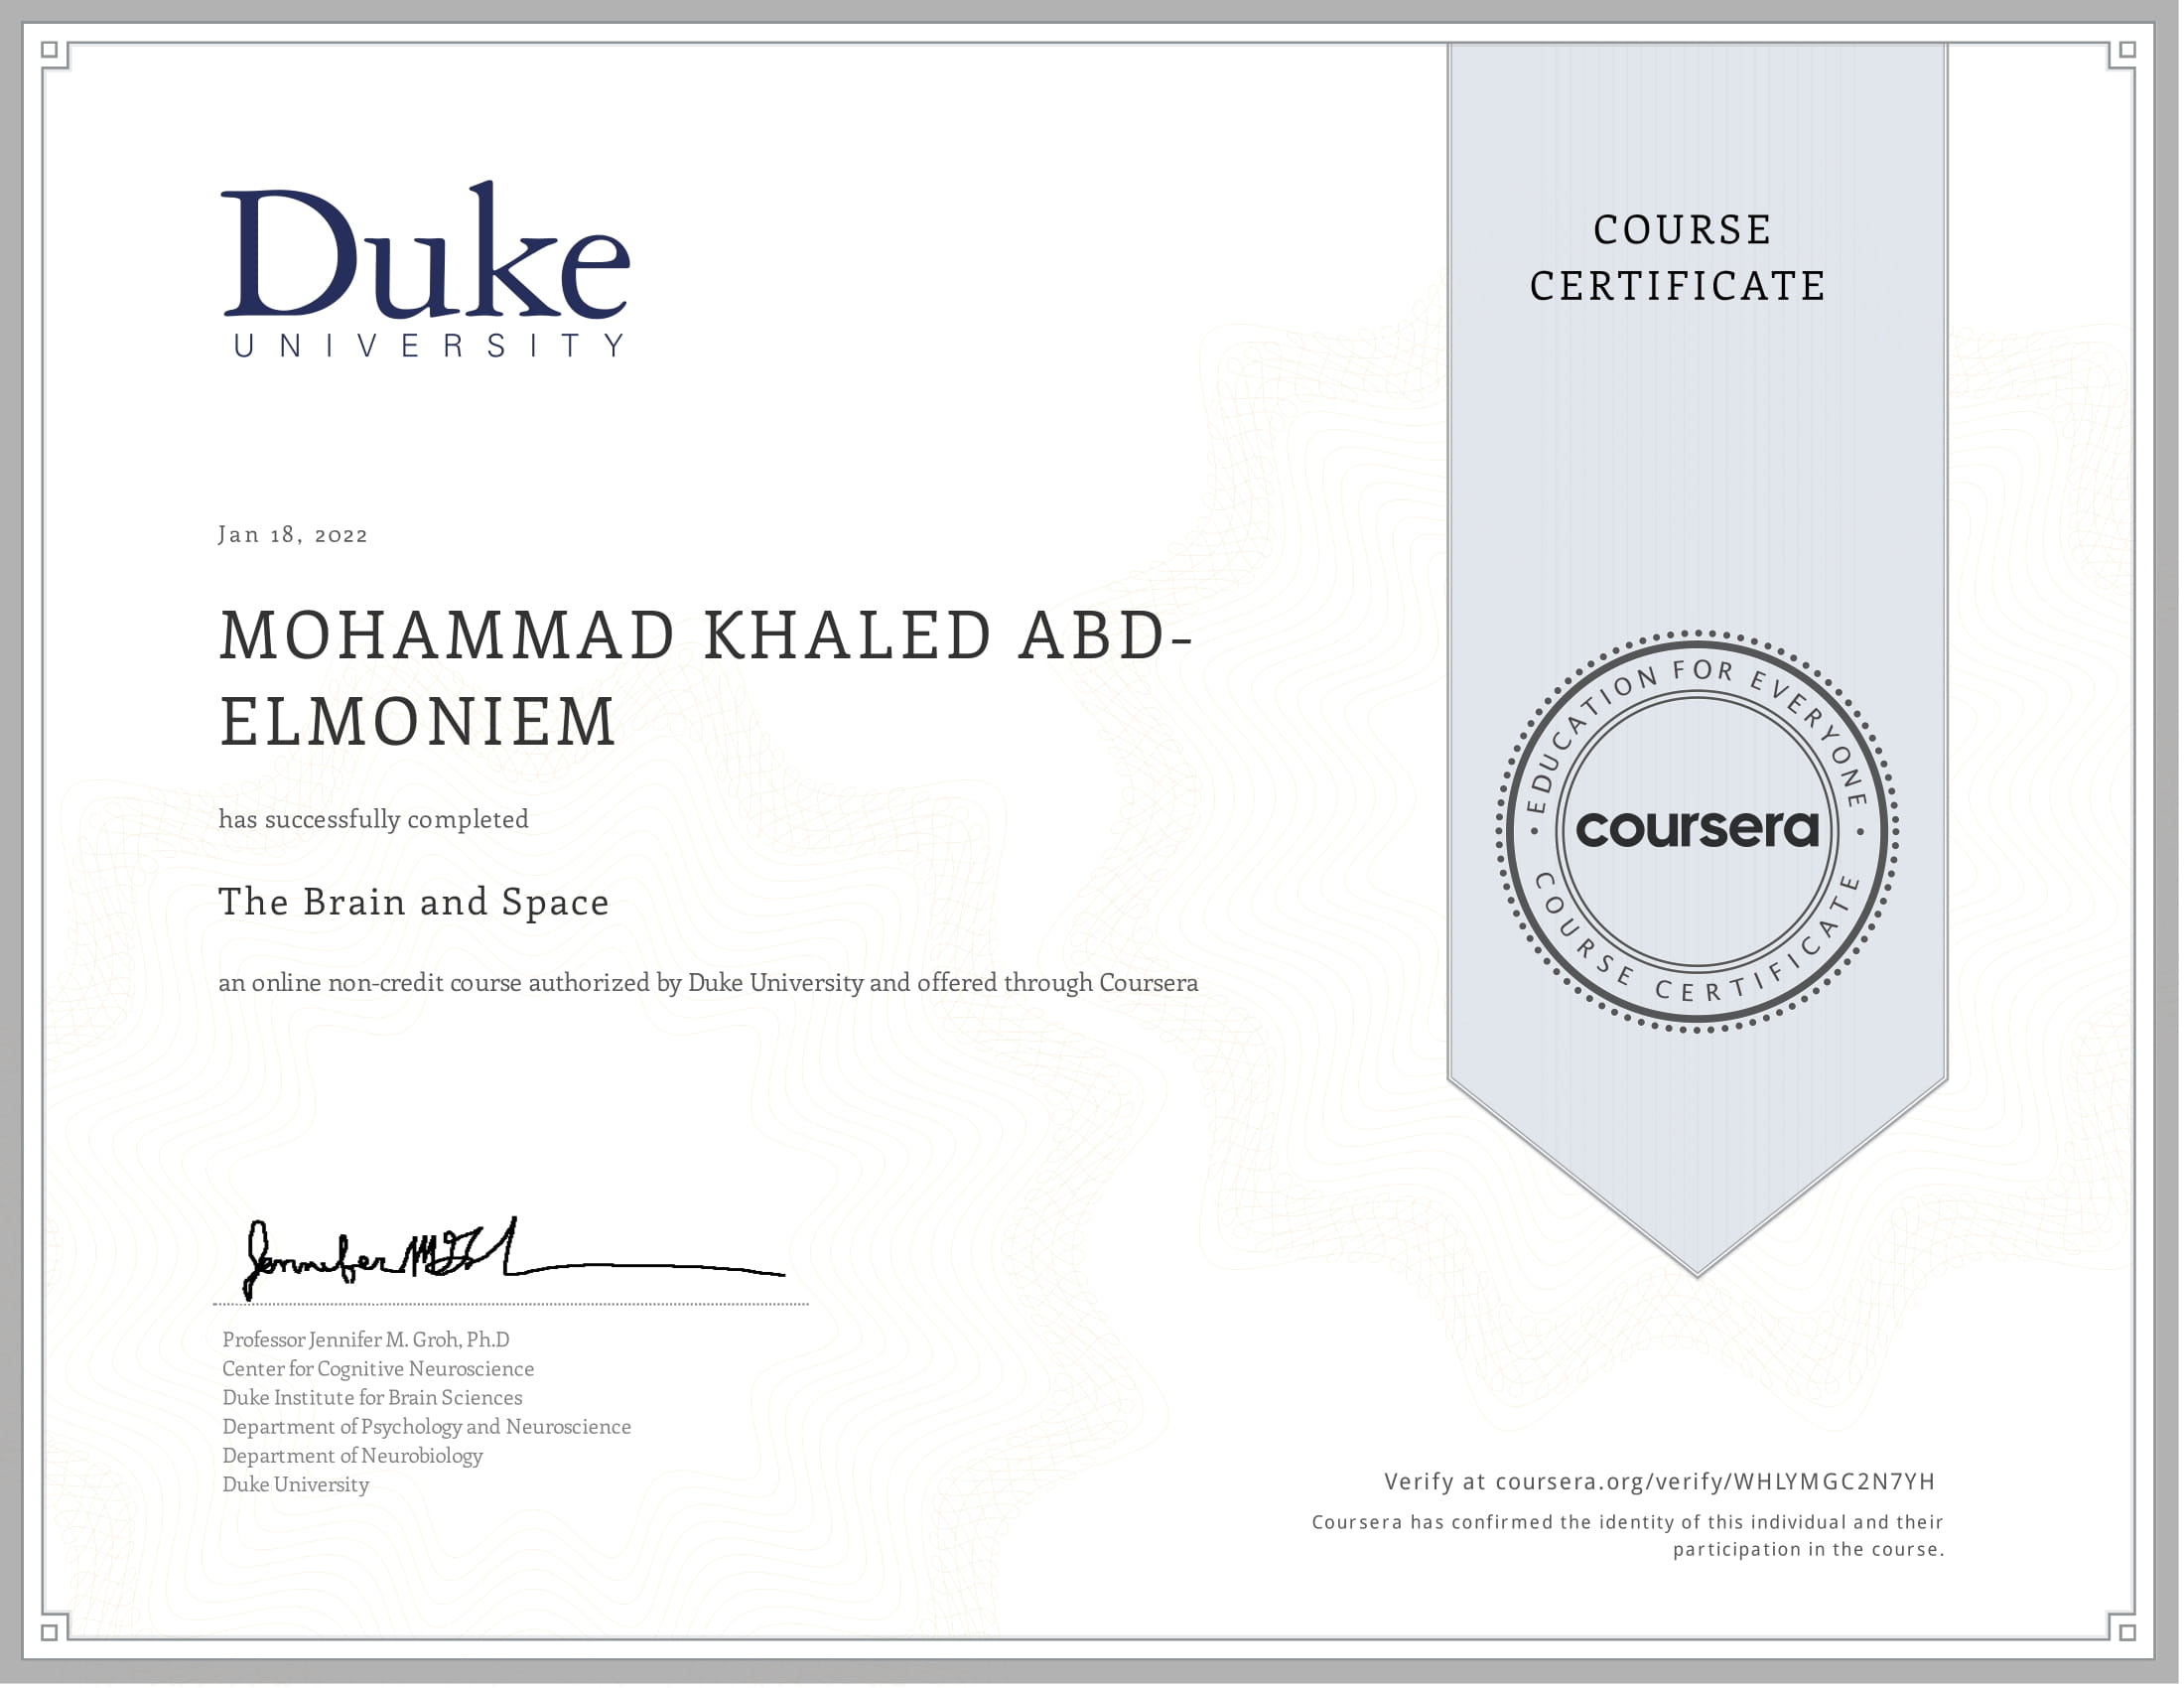 Duke
UNIVERSITY
COURSE
CERTIFICATE
Jan 18, 2022
MOHAMMAD KHALED ABD-
ELMONIEM
has successfully completed
The Brain and Space
an online non-credit course authorized by Duke University and offered through Coursera
EDUCATION FOR EVERYONE
coursera
COURSE CERTIFICATE
Jennifer M. Groh
Professor Jennifer M. Groh, Ph.D
Center for Cognitive Neuroscience
Duke Institute for Brain Sciences
Department of Psychology and Neuroscience
Department of Neurobiology
Duke University
Verify at coursera.org/verify/WHLYMGC2N7YH
Coursera has confirmed the identity of this individual and their
participation in the course.